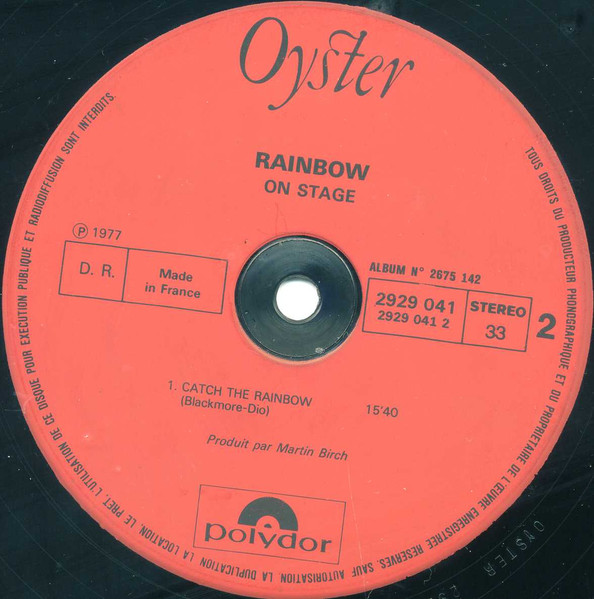 Oyster
RAINBOW
ON STAGE
Ⓟ 1977
D. R.
Made
in France
ALBUM N° 2675 142
2929 041
2929 041 2
STEREO
33
2
1. CATCH THE RAINBOW
(Blackmore-Dio)
15'40
Produit par Martin Birch
polydor
TOUS DROITS DU PRODUCTEUR PHONOGRAPHIQUE ET DU PROPRIETAIRE DE L'ŒUVRE ENREGISTREE RESERVES. SAUF AUTORISATION, LA DUPLICATION, LA LOCATION, LE PRET, L'UTILISATION DE CE DISQUE POUR EXECUTION PUBLIQUE ET RADIODIFFUSION SONT INTERDITS.
OYSTER